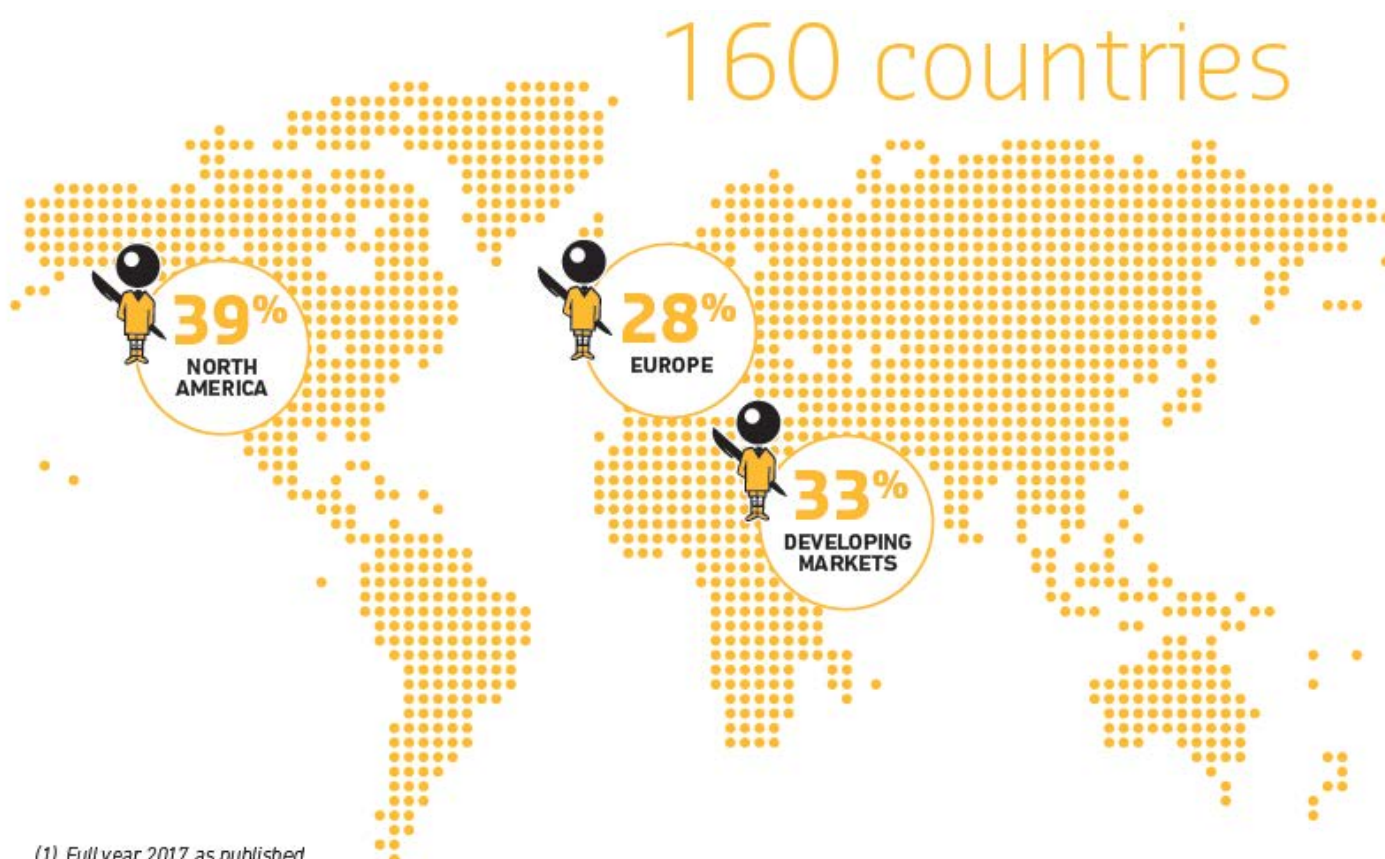 160 countries
39%
NORTH
AMERICA
28%
EUROPE
33%
DEVELOPING
MARKETS
(1) Full year 2017 as published